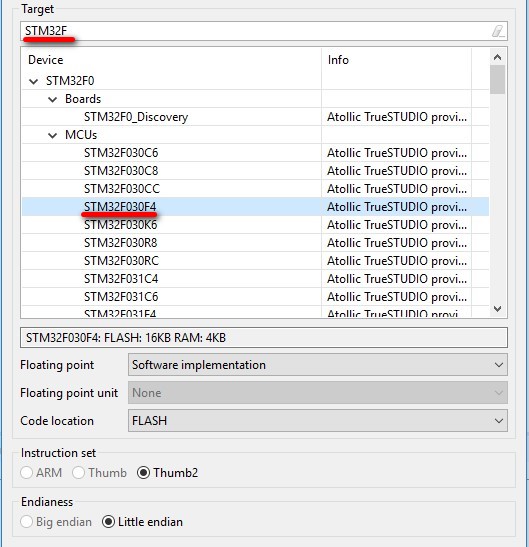 Target
STM32F
Device Info
STM32F0
Boards
STM32F0_Discovery Atollic TrueSTUDIO provi...
MCUs
STM32F030C6 Atollic TrueSTUDIO provi...
STM32F030C8 Atollic TrueSTUDIO provi...
STM32F030CC Atollic TrueSTUDIO provi...
STM32F030F4 Atollic TrueSTUDIO provi...
STM32F030K6 Atollic TrueSTUDIO provi...
STM32F030R8 Atollic TrueSTUDIO provi...
STM32F030RC Atollic TrueSTUDIO provi...
STM32F031C4 Atollic TrueSTUDIO provi...
STM32F031C6 Atollic TrueSTUDIO provi...
STM32F031F4 Atollic TrueSTUDIO provi...
STM32F030F4: FLASH: 16KB RAM: 4KB
Floating point Software implementation
Floating point unit None
Code location FLASH
Instruction set
ARM Thumb Thumb2
Endianess
Big endian Little endian